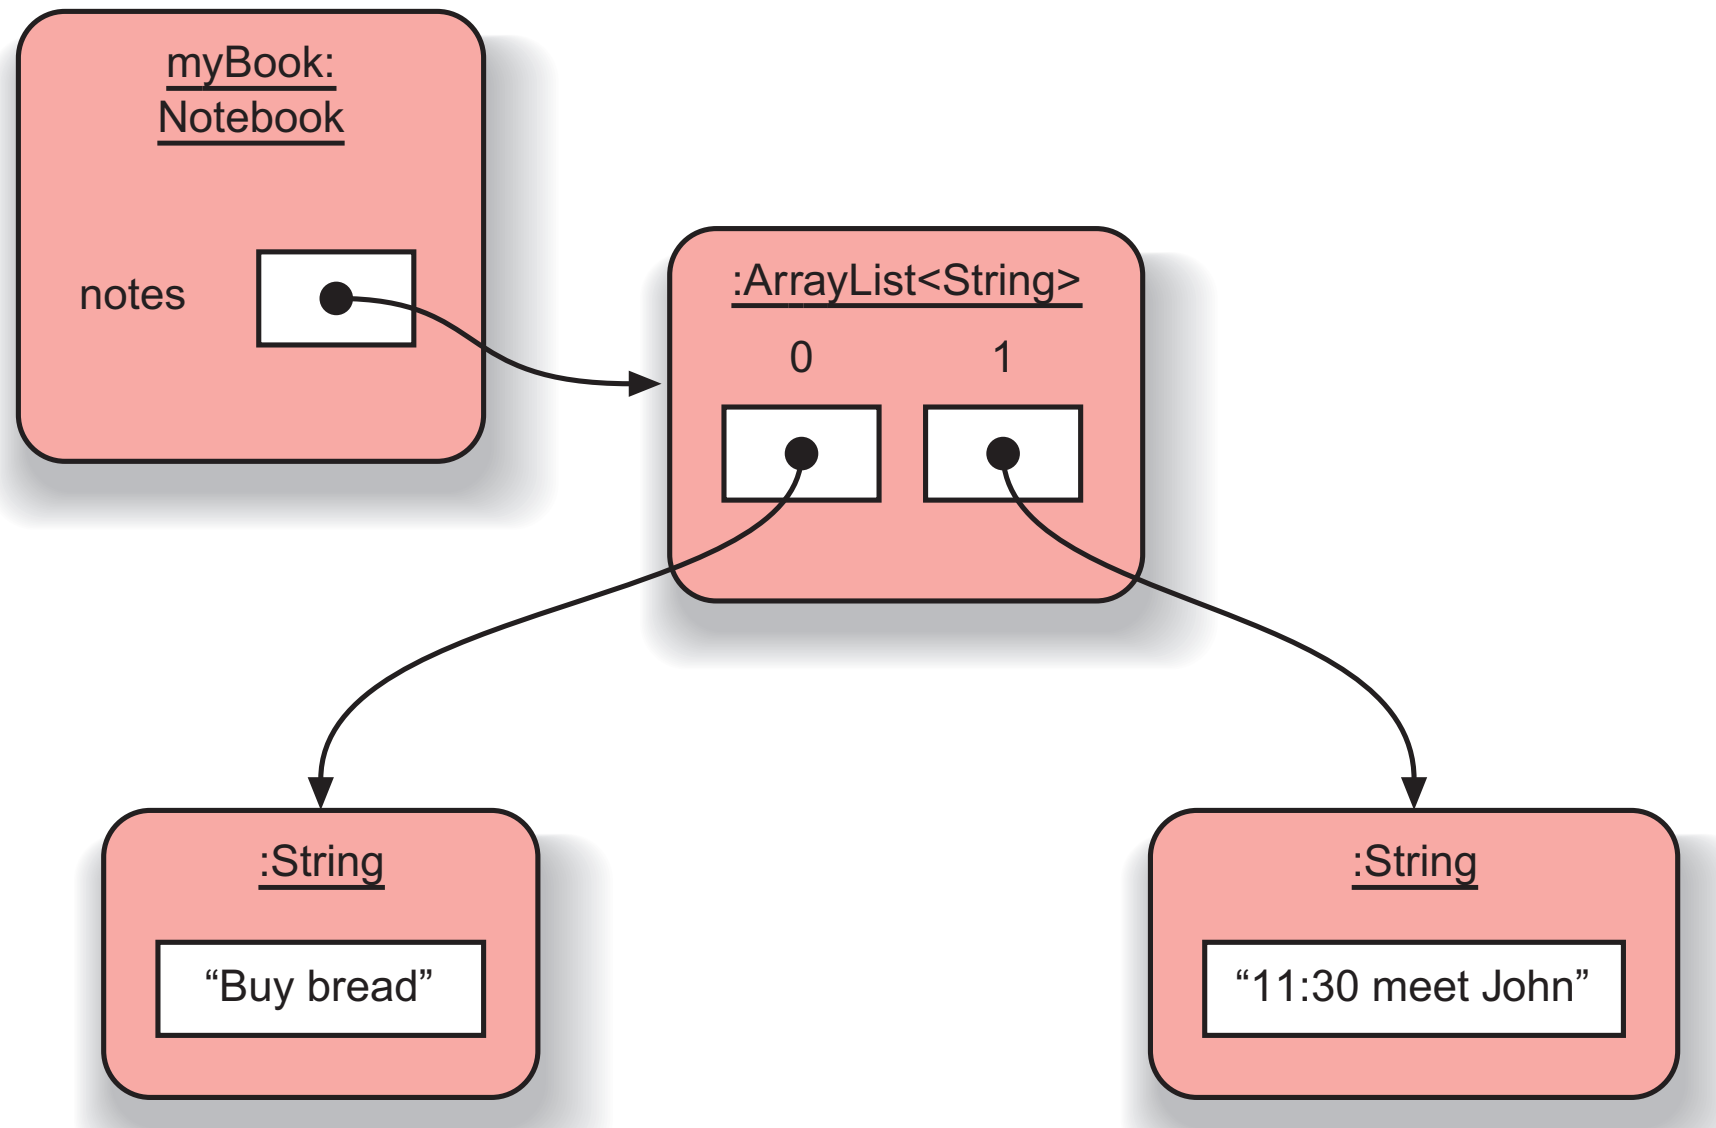 myBook:
Notebook
notes
:ArrayList<String>
0 1
:String
“Buy bread”
:String
“11:30 meet John”